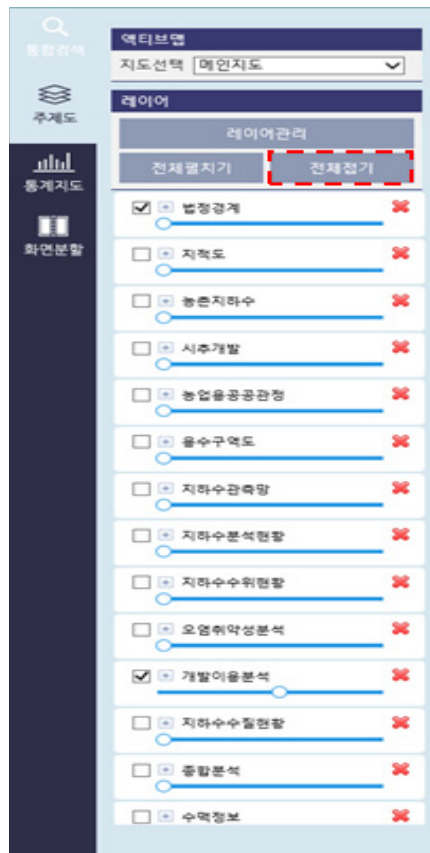 통합검색
주제도
통계지도
화면분할
액티브맵
지도선택 메인지도
레이어
레이어관리
전체펼치기 전체접기
법정경계
지적도
농촌지하수
시추개발
농업용공공관정
용수구역도
지하수관측망
지하수분석현황
지하수수위현황
오염취약성분석
개발이용분석
지하수수질현황
종합분석
수맥정보